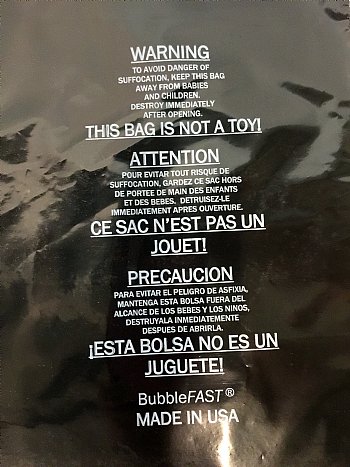 WARNING
TO AVOID DANGER OF
SUFFOCATION, KEEP THIS BAG
AWAY FROM BABIES
AND CHILDREN.
DESTROY IMMEDIATELY
AFTER OPENING.
THIS BAG IS NOT A TOY!
ATTENTION
POUR EVITAR TOUT RISQUE DE
SUFFOCATION, GARDEZ CE SAC HORS
DE PORTEE DE MAIN DES ENFANTS
ET DES BEBES. DETRUISEZ-LE
IMMEDIATEMENT APRES OUVERTURE.
CE SAC N'EST PAS UN
JOUET!
PRECAUCION
PARA EVITAR EL PELIGRO DE ASFIXIA,
MANTENGA ESTA BOLSA FUERA DEL
ALCANCE DE LOS BEBES Y LOS NINOS,
DESTRUYALA INMEDIATEMENTE
DESPUES DE ABRIRLA.
¡ESTA BOLSA NO ES UN
JUGUETE!
BubbleFAST®
MADE IN USA